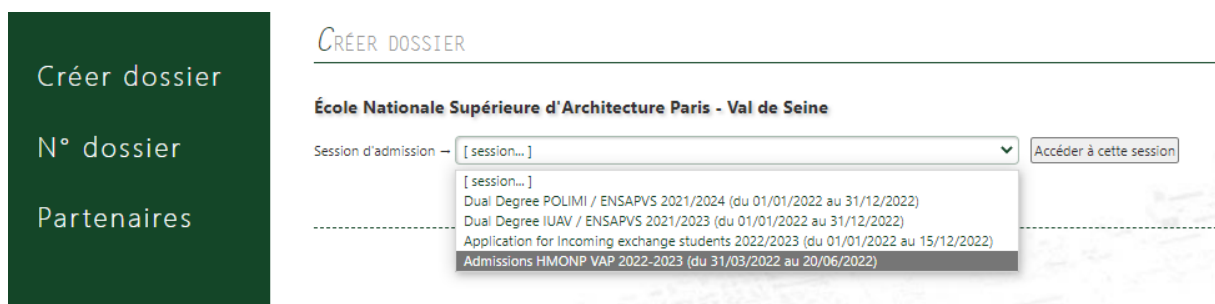 Créer dossier
N° dossier
Partenaires
CRÉER DOSSIER
École Nationale Supérieure d'Architecture Paris - Val de Seine
Session d'admission → [ session... ] Accéder à cette session
[ session... ]
Dual Degree POLIMI / ENSAPVS 2021/2024 (du 01/01/2022 au 31/12/2022)
Dual Degree IUAV / ENSAPVS 2021/2023 (du 01/01/2022 au 31/12/2022)
Application for Incoming exchange students 2022/2023 (du 01/01/2022 au 15/12/2022)
Admissions HMONP VAP 2022-2023 (du 31/03/2022 au 20/06/2022)